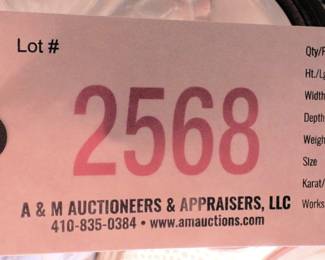 Lot #
2568
A & M AUCTIONEERS & APPRAISERS, LLC
410-835-0384 • www.amauctions.com
Qty/
Ht./
Width
Depth
Weigh
Size
Karat/
Works